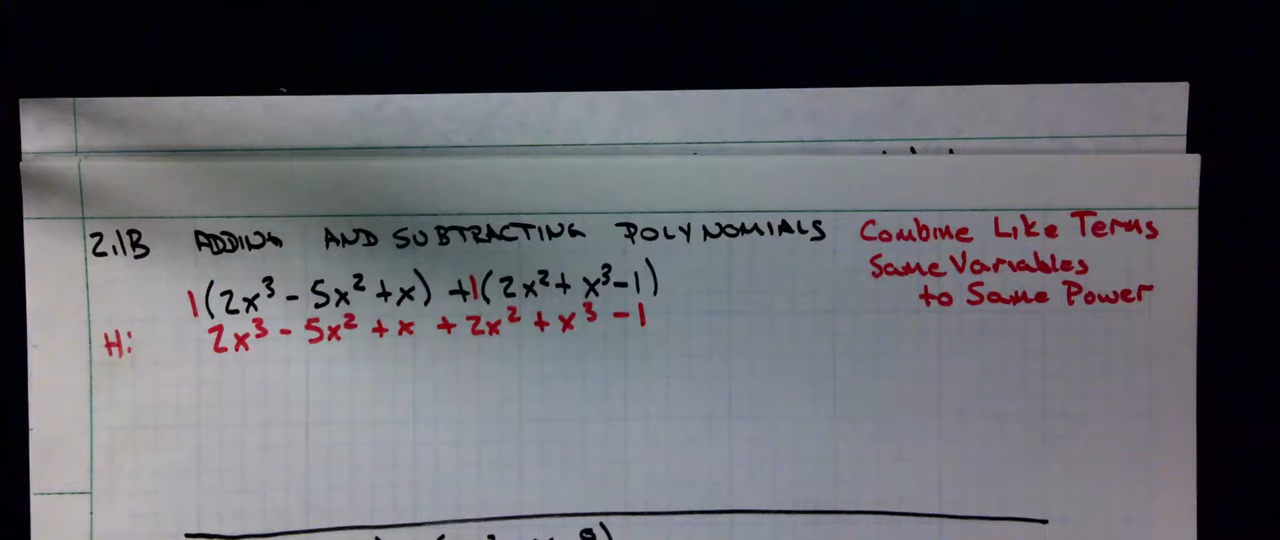 2.1B ADDING AND SUBTRACTING POLYNOMIALS Combine Like Terms
Same Variables
to Same Power
1(2x³ - 5x² + x) + 1(2x² + x³ - 1)
H: 2x³ - 5x² + x + 2x² + x³ - 1